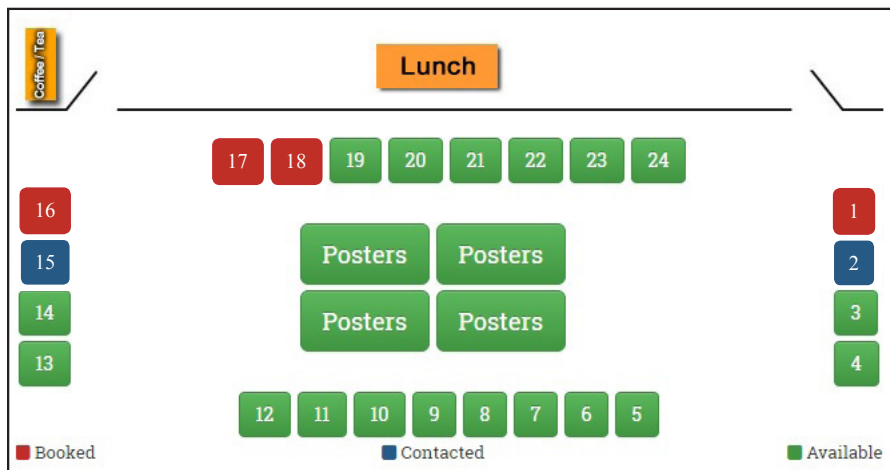 Coffee / Tea
Lunch
17 18 19 20 21 22 23 24
16 1
Posters Posters
15 2
14 3
Posters Posters
13 4
12 11 10 9 8 7 6 5
Booked Contacted Available